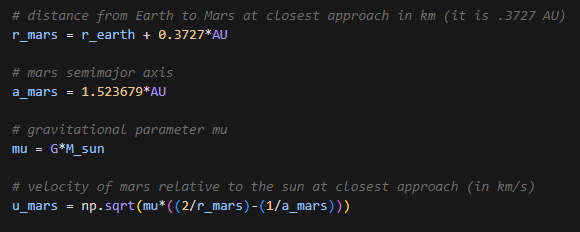 # distance from Earth to Mars at closest approach in km (it is .3727 AU)
r_mars = r_earth + 0.3727*AU
# mars semimajor axis
a_mars = 1.523679*AU
# gravitational parameter mu
mu = G*M_sun
# velocity of mars relative to the sun at closest approach (in km/s)
u_mars = np.sqrt(mu*((2/r_mars)-(1/a_mars)))